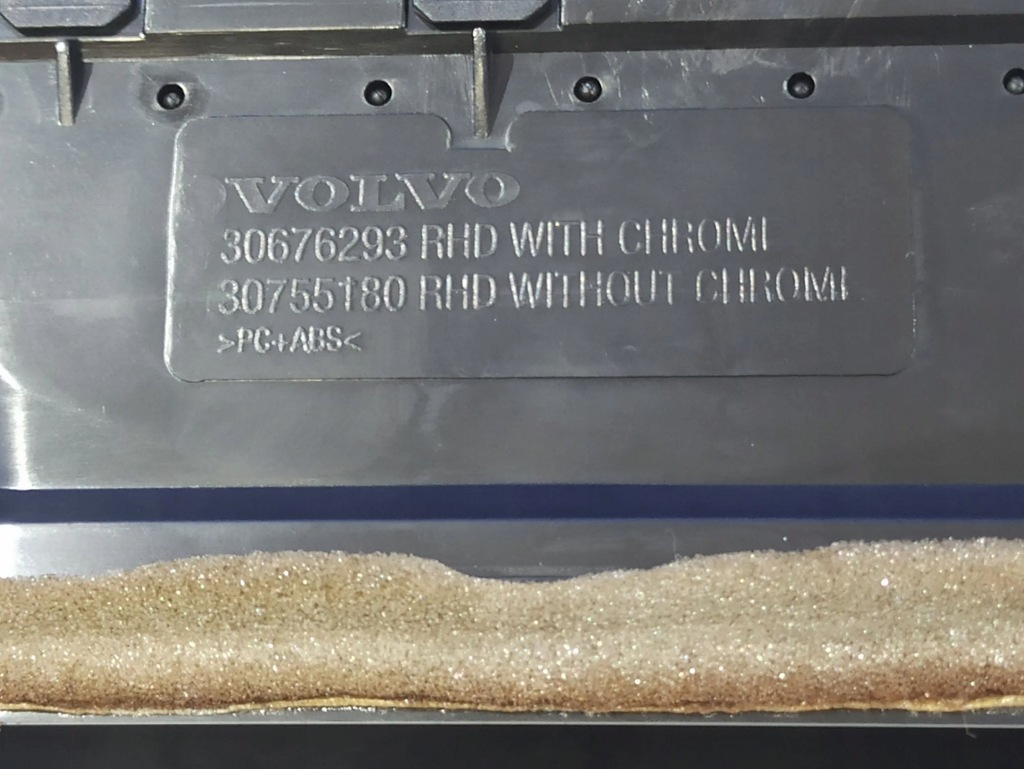 VOLVO
30676293 RHD WITH CHROME
30755180 RHD WITHOUT CHROME
>PC+ABS<